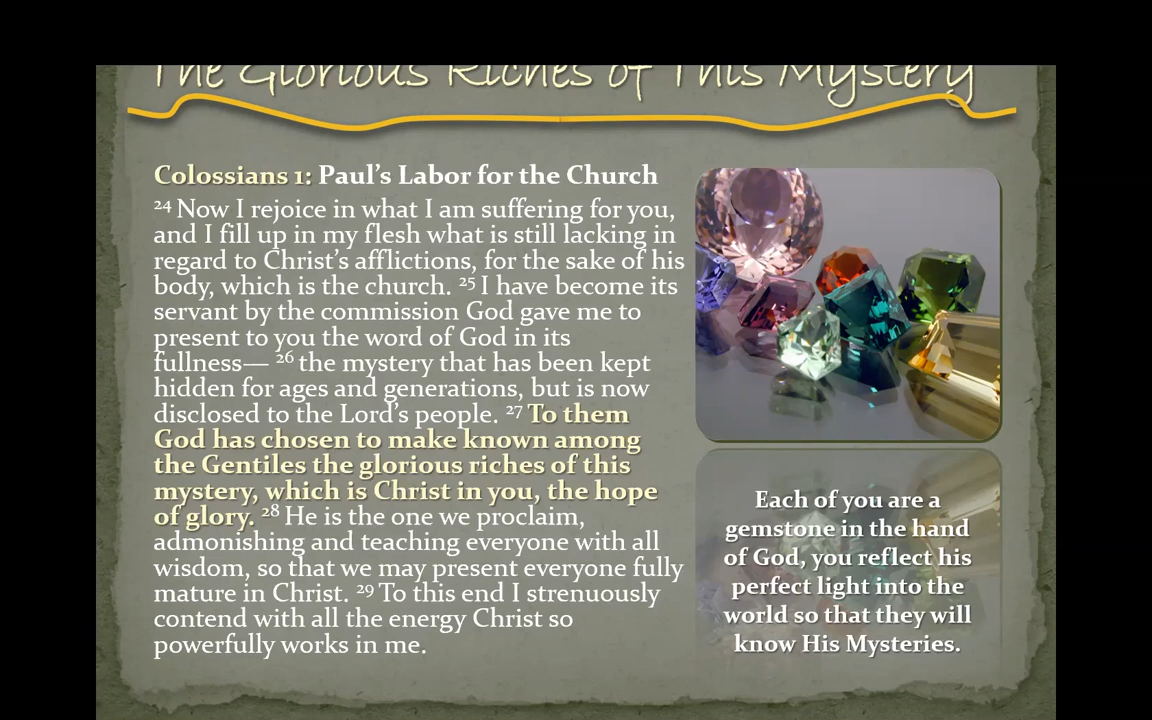 The Glorious Riches of This Mystery
Colossians 1: Paul's Labor for the Church
24 Now I rejoice in what I am suffering for you,
and I fill up in my flesh what is still lacking in
regard to Christ's afflictions, for the sake of his
body, which is the church. 25 I have become its
servant by the commission God gave me to
present to you the word of God in its
fullness— 26 the mystery that has been kept
hidden for ages and generations, but is now
disclosed to the Lord's people. 27 To them
God has chosen to make known among
the Gentiles the glorious riches of this
mystery, which is Christ in you, the hope
of glory. 28 He is the one we proclaim,
admonishing and teaching everyone with all
wisdom, so that we may present everyone fully
mature in Christ. 29 To this end I strenuously
contend with all the energy Christ so
powerfully works in me.
Each of you are a
gemstone in the hand
of God, you reflect his
perfect light into the
world so that they will
know His Mysteries.